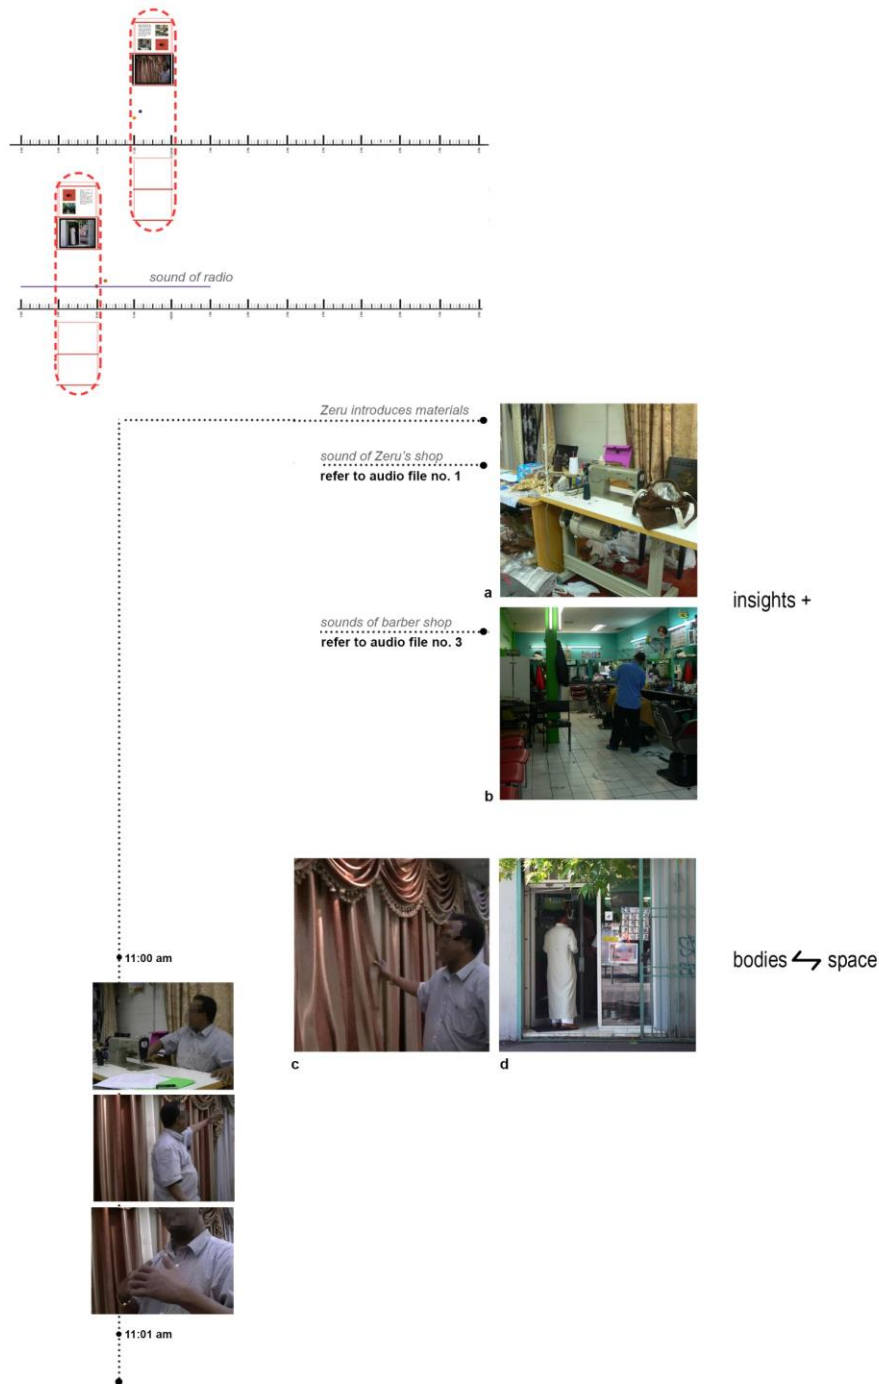 sound of radio
Zeru introduces materials
sound of Zeru's shop
refer to audio file no. 1
a
insights +
sounds of barber shop
refer to audio file no. 3
b
11:00 am
bodies space
c
d
11:01 am